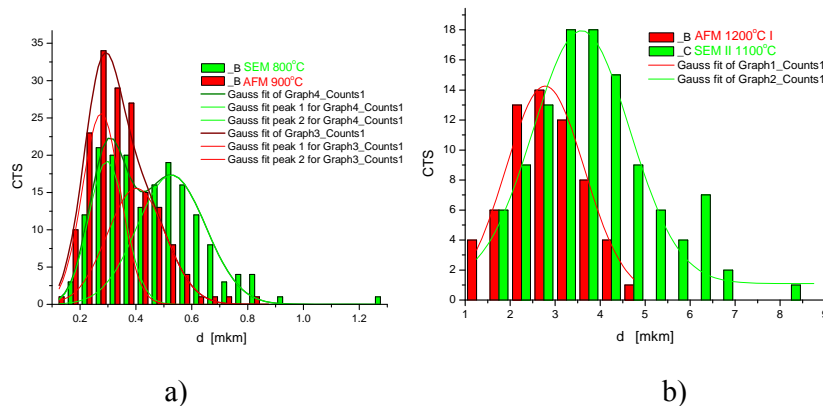 _B SEM 800°C
_B AFM 900°C
Gauss fit of Graph4_Counts1
Gauss fit peak 1 for Graph4_Counts1
Gauss fit peak 2 for Graph4_Counts1
Gauss fit of Graph3_Counts1
Gauss fit peak 1 for Graph3_Counts1
Gauss fit peak 2 for Graph3_Counts1
CTS
35
30
25
20
15
10
5
0
0.2 0.4 0.6 0.8 1.0 1.2
d [mkm]
a)
_B AFM 1200°C I
_C SEM II 1100°C
Gauss fit of Graph1_Counts1
Gauss fit of Graph2_Counts1
CTS
18
16
14
12
10
8
6
4
2
0
1 2 3 4 5 6 7 8 9
d [mkm]
b)